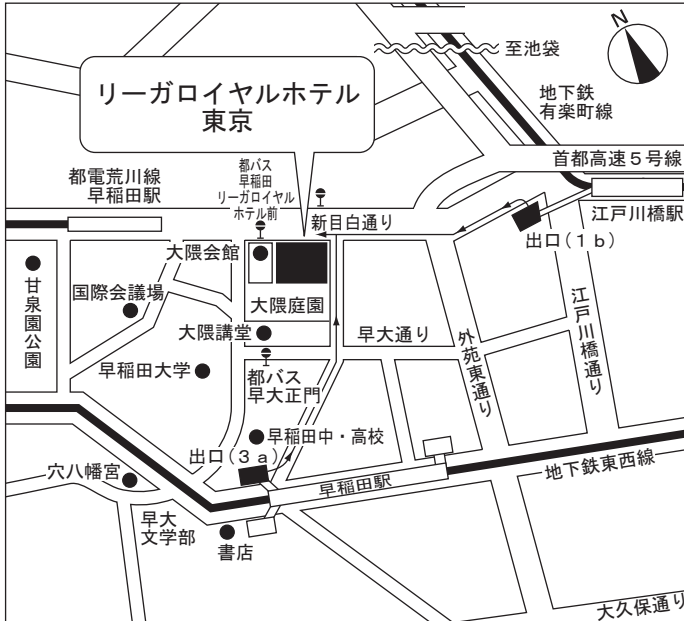 N
至池袋
地下鉄
有楽町線
リーガロイヤルホテル
東京
首都高速5号線
都電荒川線
早稲田駅
都バス
早稲田
リーガロイヤル
ホテル前
新目白通り
江戸川橋駅
出口(1b)
大隈会館
甘泉園公園
国際会議場
大隈庭園
江戸川橋通り
大隈講堂
早大通り
外苑東通り
早稲田大学
都バス
早大正門
早稲田中・高校
出口(3a)
穴八幡宮
早稲田駅
地下鉄東西線
早大
文学部
書店
大久保通り